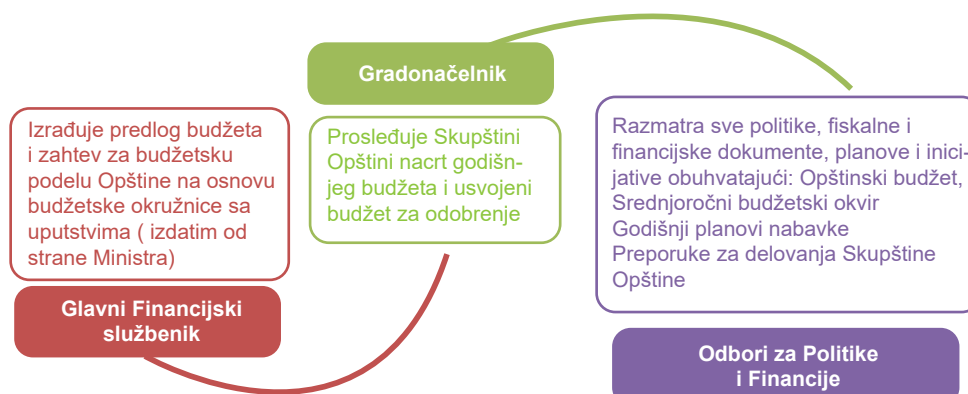 Gradonačelnik
Izrađuje predlog budžeta
i zahtev za budžetsku
podelu Opštine na osnovu
budžetske okružnice sa
uputstvima ( izdatim od
strane Ministra)
Glavni Financijski
službenik
Prosleđuje Skupštini
Opštini nacrt godišn-
jeg budžeta i usvojeni
budžet za odobrenje
Razmatra sve politike, fiskalne i
financijske dokumente, planove i inici-
jative obuhvatajući: Opštinski budžet,
Srednjoročni budžetski okvir
Godišnji planovi nabavke
Preporuke za delovanja Skupštine
Opštine
Odbori za Politike
i Financije